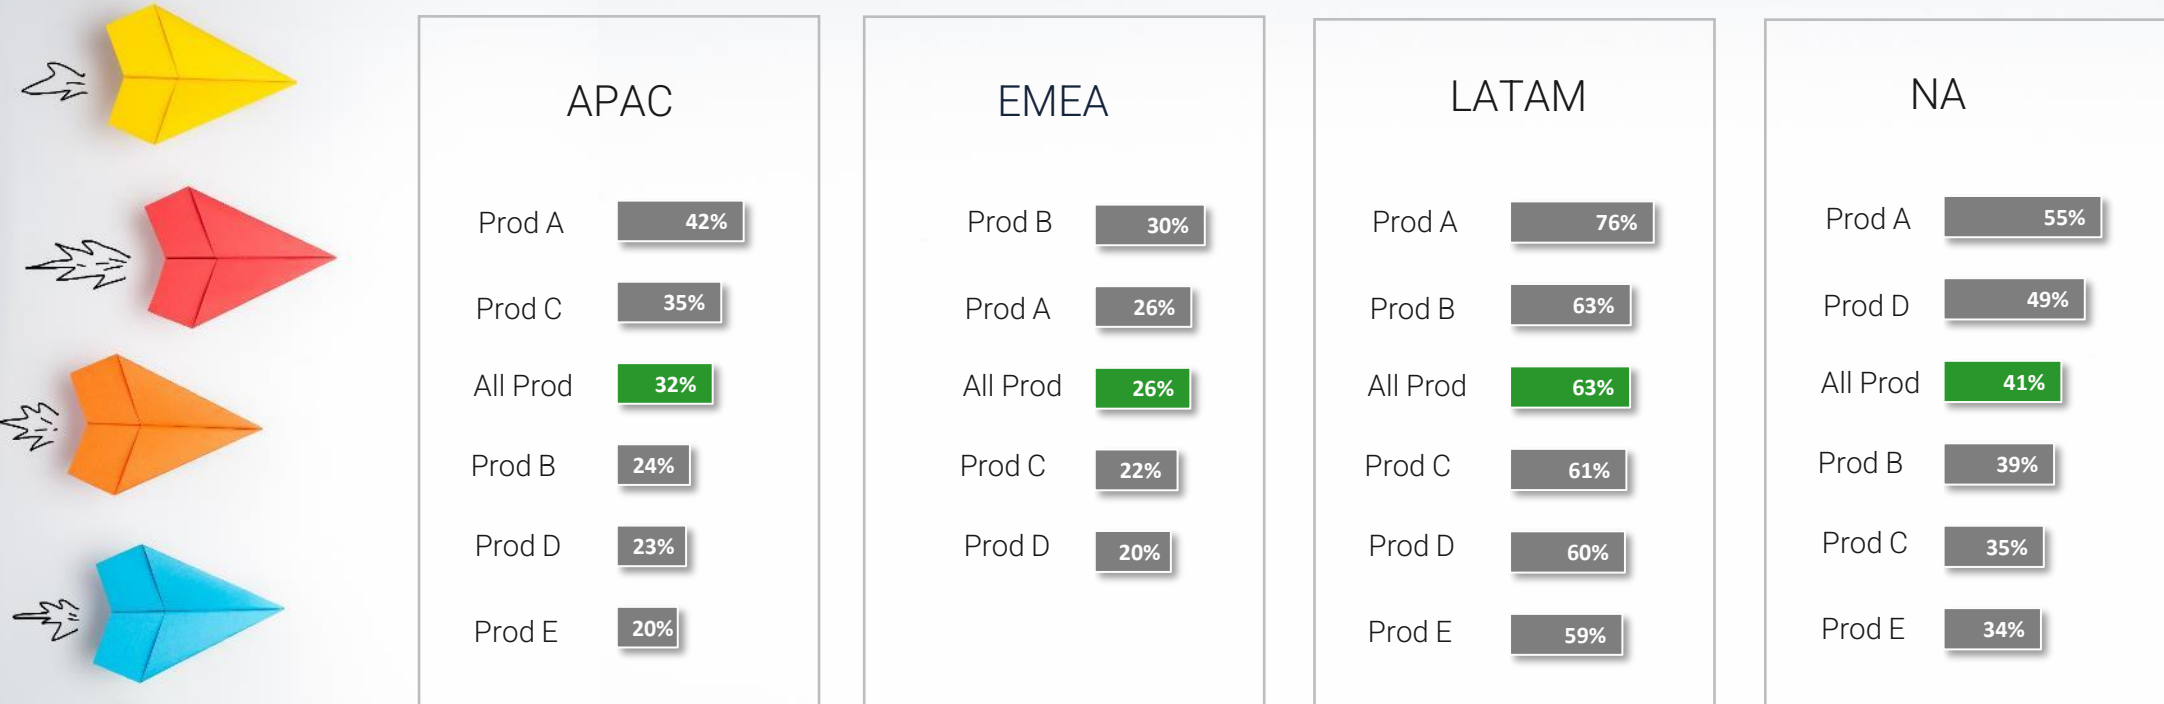 APAC
Prod A 42%
Prod C 35%
All Prod 32%
Prod B 24%
Prod D 23%
Prod E 20%
EMEA
Prod B 30%
Prod A 26%
All Prod 26%
Prod C 22%
Prod D 20%
LATAM
Prod A 76%
Prod B 63%
All Prod 63%
Prod C 61%
Prod D 60%
Prod E 59%
NA
Prod A 55%
Prod D 49%
All Prod 41%
Prod B 39%
Prod C 35%
Prod E 34%